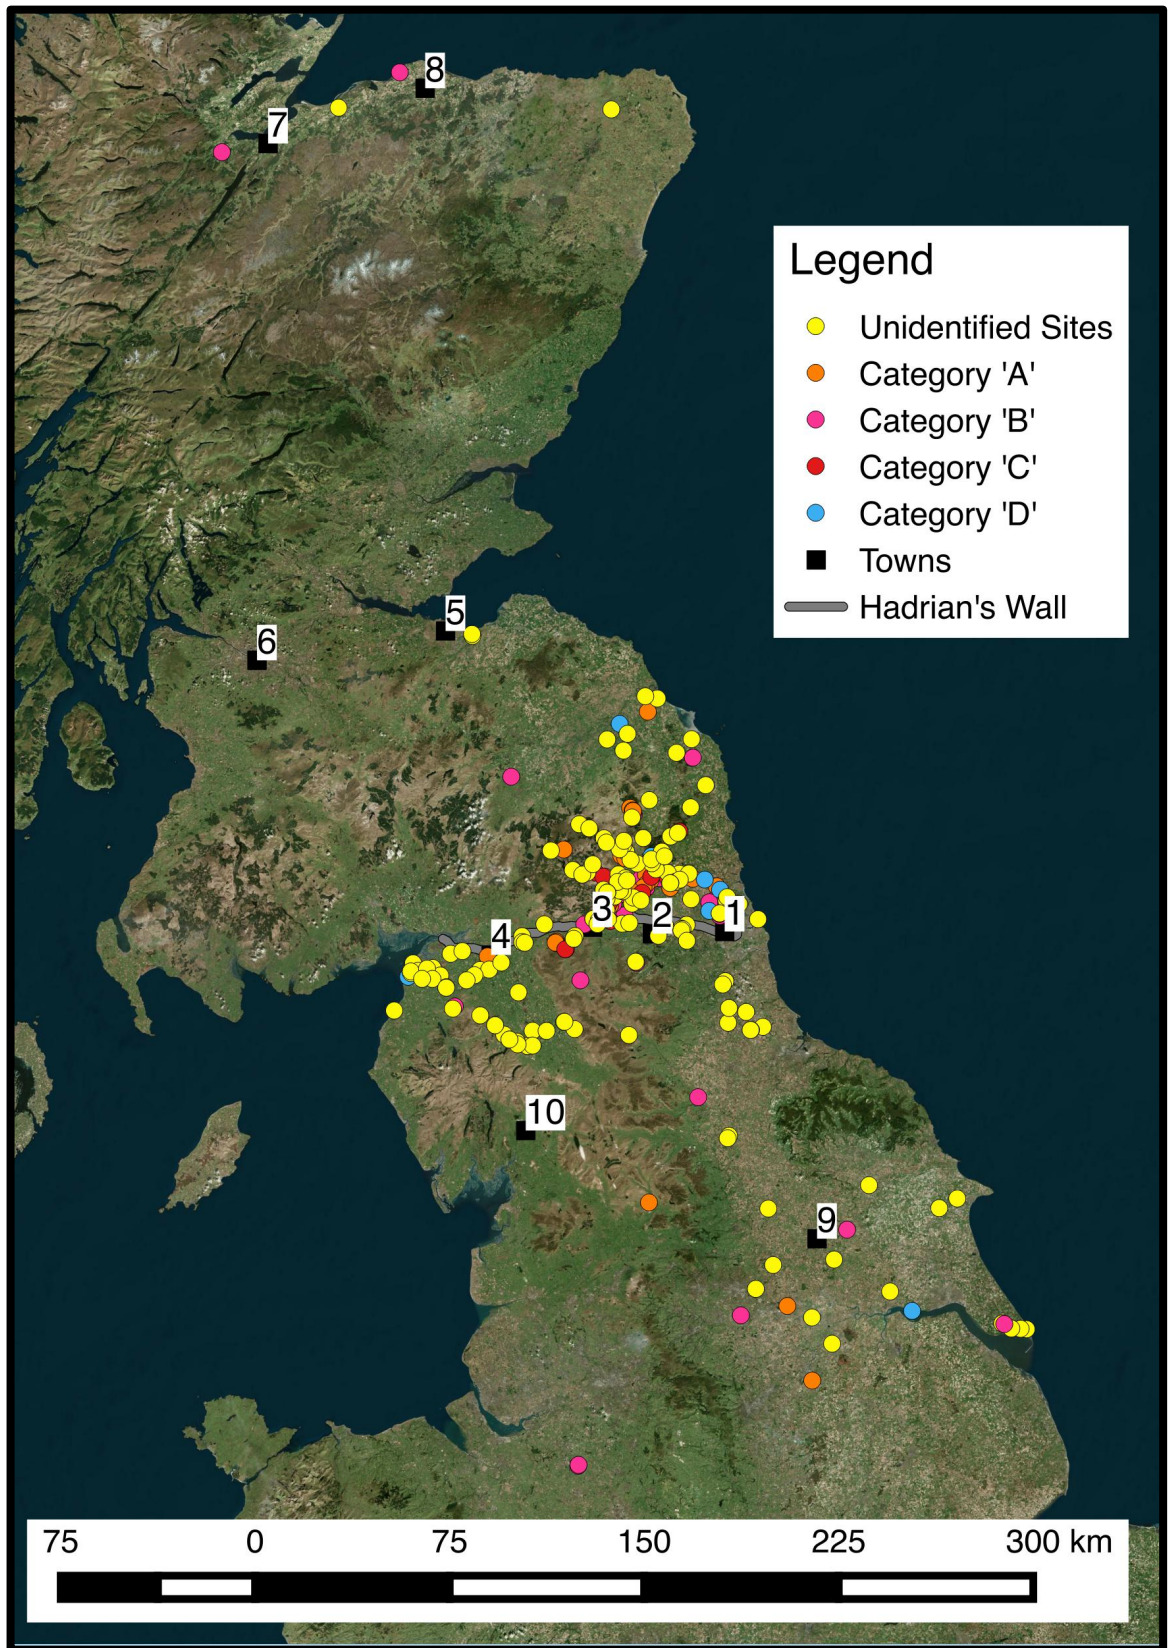 8
7
Legend
Unidentified Sites
Category 'A'
Category 'B'
Category 'C'
Category 'D'
Towns
Hadrian's Wall
5
6
3
2
1
4
10
9
75 0 75 150 225 300 km